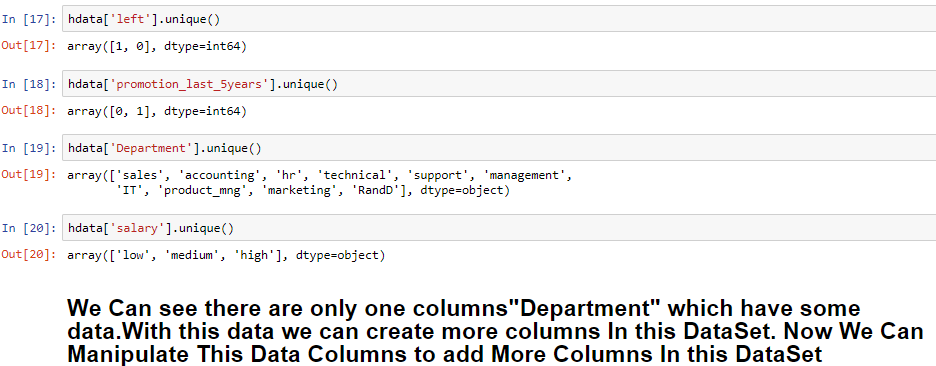 In [17]: hdata['left'].unique()
Out[17]: array([1, 0], dtype=int64)
In [18]: hdata['promotion_last_5years'].unique()
Out[18]: array([0, 1], dtype=int64)
In [19]: hdata['Department'].unique()
Out[19]: array(['sales', 'accounting', 'hr', 'technical', 'support', 'management',
'IT', 'product_mng', 'marketing', 'RandD'], dtype=object)
In [20]: hdata['salary'].unique()
Out[20]: array(['low', 'medium', 'high'], dtype=object)
We Can see there are only one columns"Department" which have some
data.With this data we can create more columns In this DataSet. Now We Can
Manipulate This Data Columns to add More Columns In this DataSet